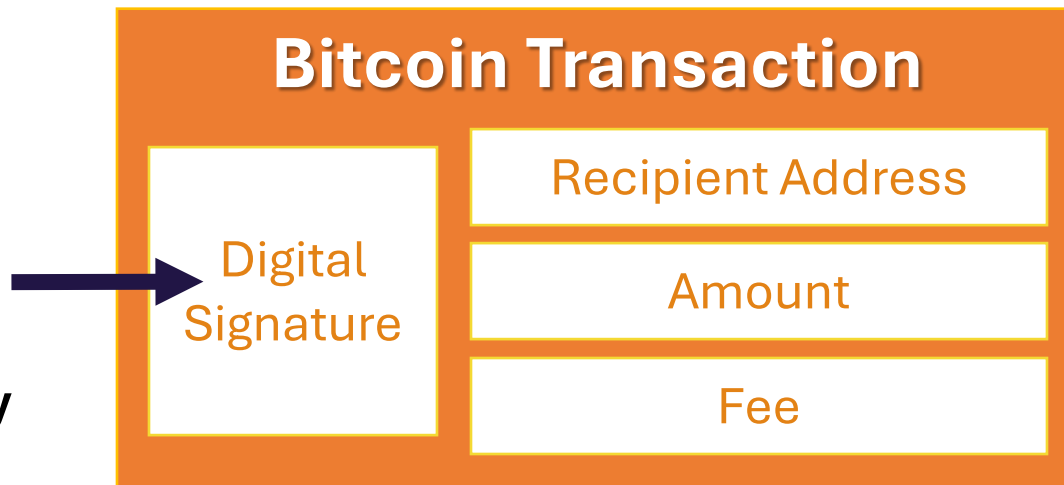 Bitcoin Transaction
Digital
Signature
Recipient Address
Amount
Fee